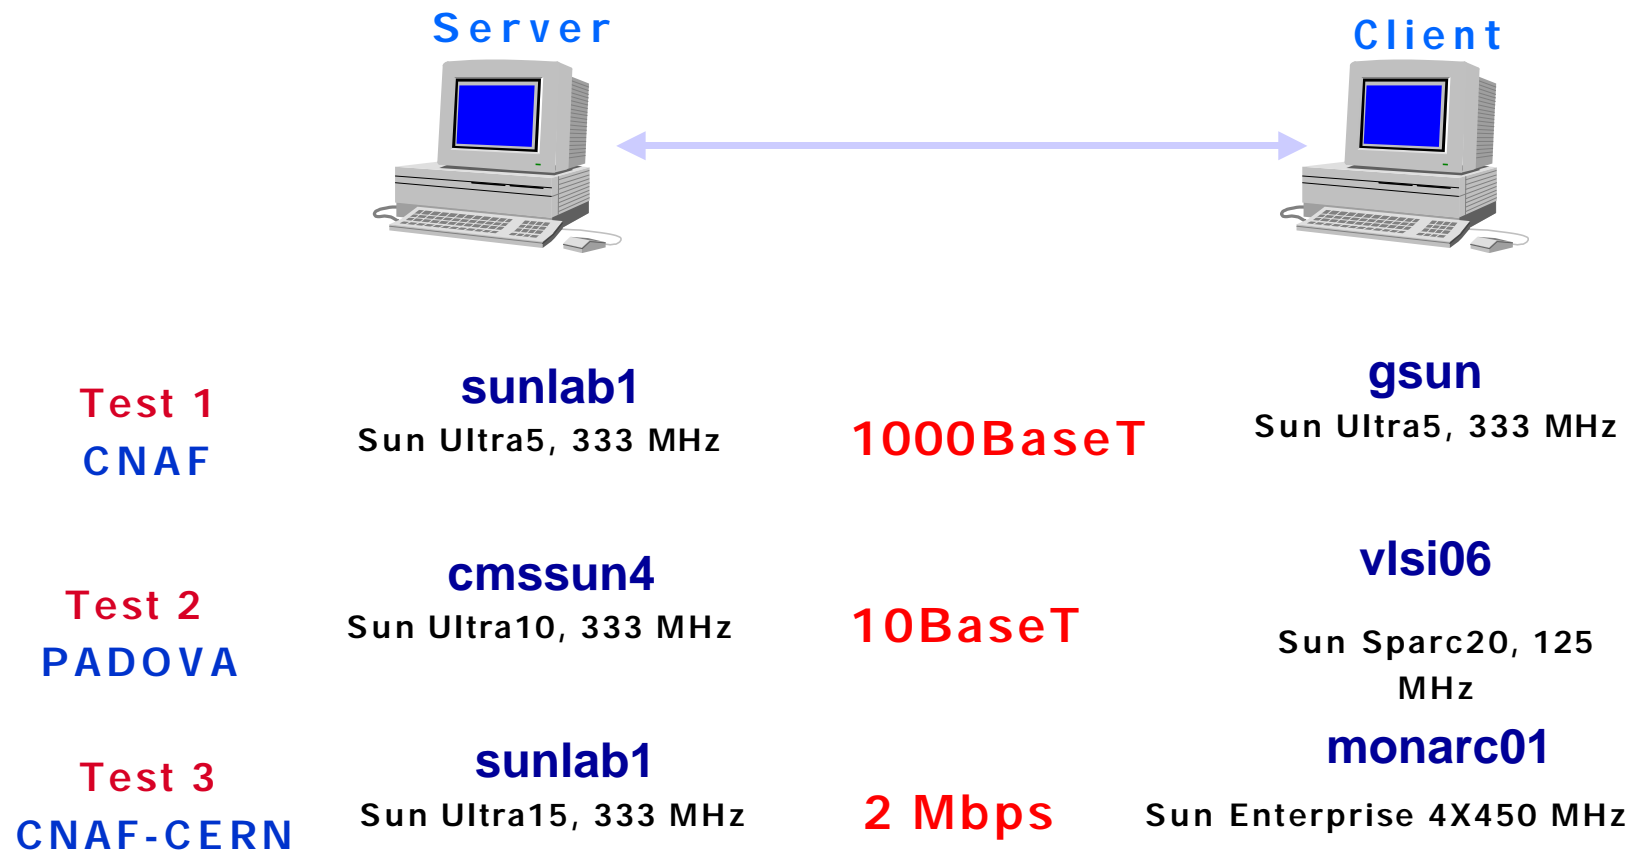 Server
Client
Test 1
CNAF
sunlab1
Sun Ultra5, 333 MHz
1000BaseT
gsun
Sun Ultra5, 333 MHz
Test 2
PADOVA
cmssun4
Sun Ultra10, 333 MHz
10BaseT
vlsi06
Sun Sparc20, 125
MHz
Test 3
CNAF-CERN
sunlab1
Sun Ultra15, 333 MHz
2 Mbps
monarc01
Sun Enterprise 4X450 MHz